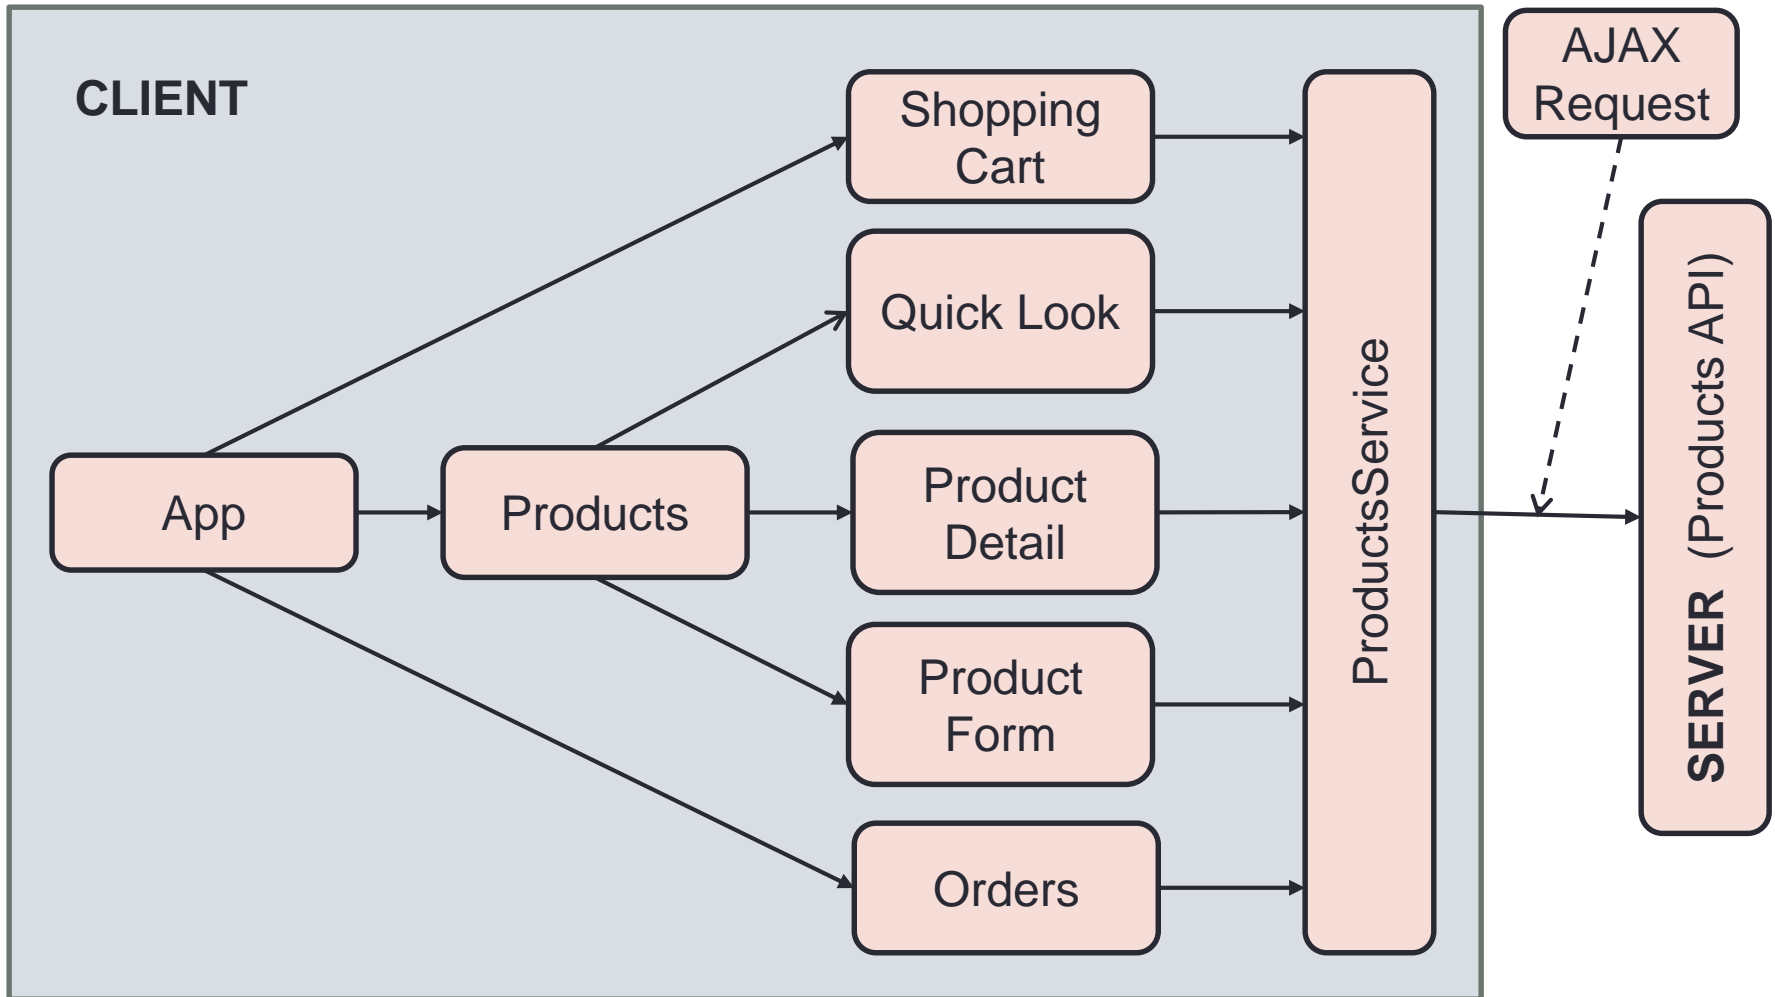 CLIENT
AJAX
Request
Shopping
Cart
Quick Look
App
Products
Product
Detail
Product
Form
Orders
ProductsService
SERVER (Products API)